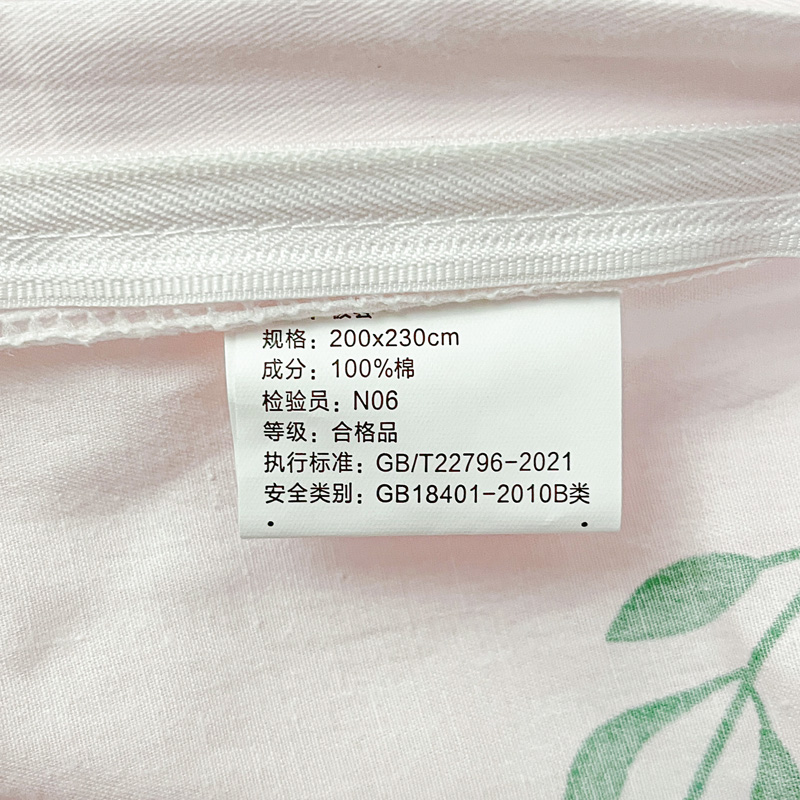 规格：200x230cm
成分：100%棉
检验员：N06
等级：合格品
执行标准：GB/T22796-2021
安全类别：GB18401-2010B类